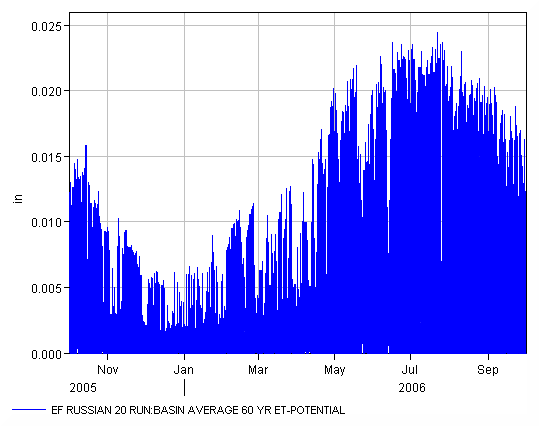 0.025
0.020
0.015
0.010
0.005
0.000
in
Nov Jan Mar May Jul Sep
2005 | 2006
EF RUSSIAN 20 RUN:BASIN AVERAGE 60 YR ET-POTENTIAL